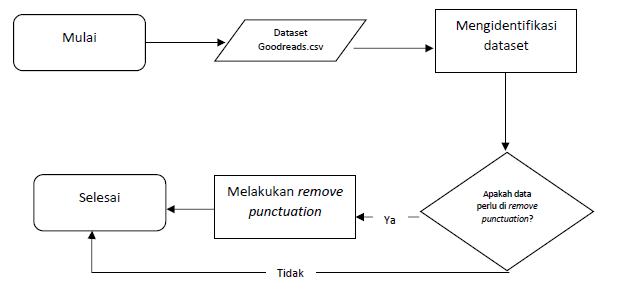 Mulai
Dataset
Goodreads.csv
Mengidentifikasi
dataset
Apakah data
perlu di remove
punctuation?
Ya
Melakukan remove
punctuation
Selesai
Tidak